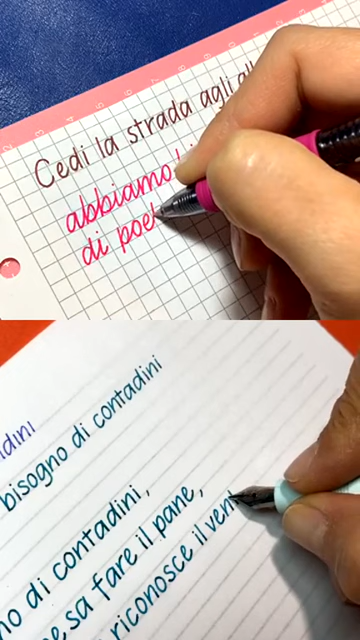 Cedi la strada agli
abbiamo
di poe
bisogno di contadini
di contadini,
sa fare il pane,
riconosce il ven